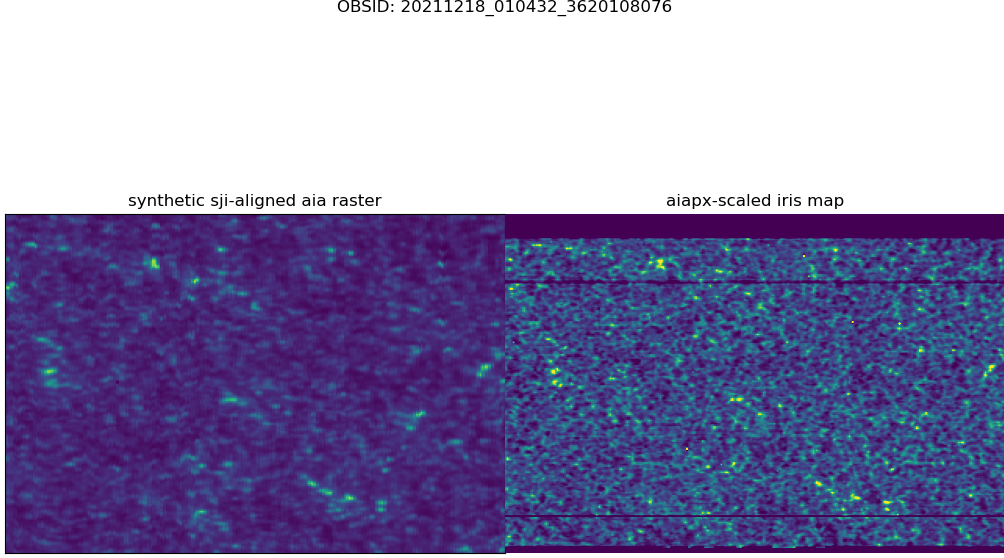 OBSID: 20211218_010432_3620108076
synthetic sji-aligned aia raster
aiapx-scaled iris map